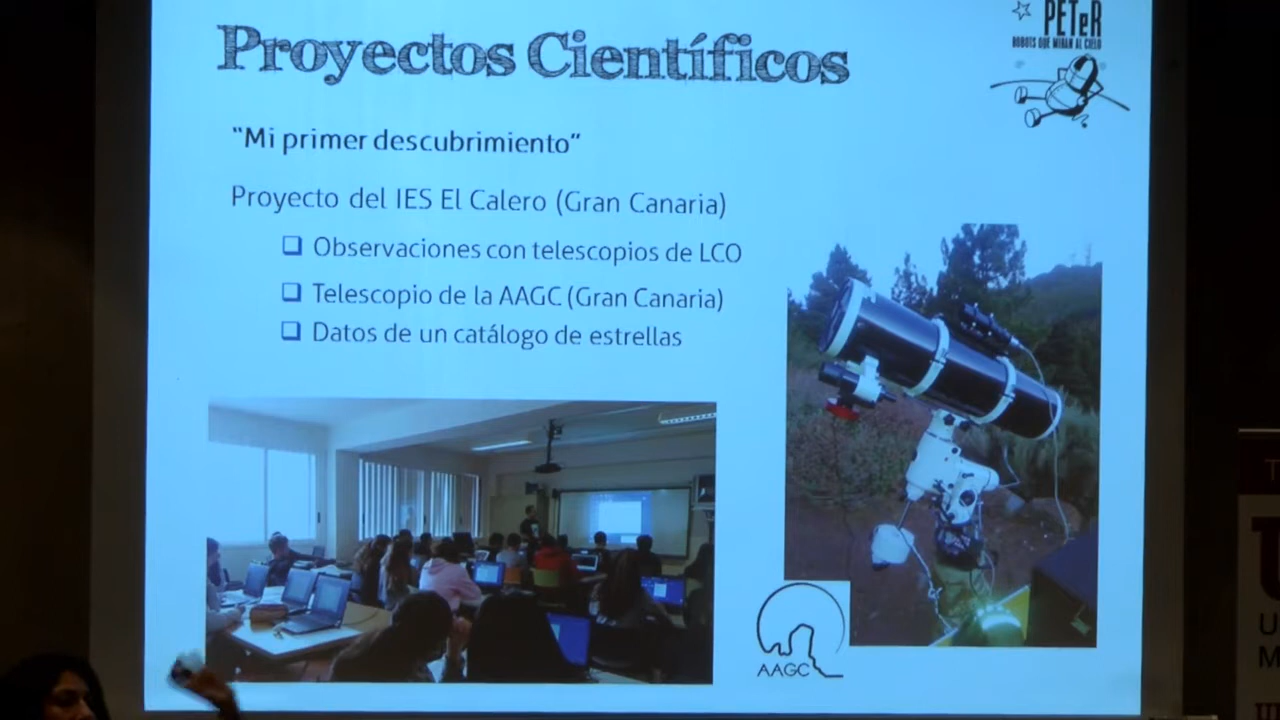 Proyectos Científicos
PETeR
ROBOTS QUE MIRAN AL CIELO
“Mi primer descubrimiento”
Proyecto del IES El Calero (Gran Canaria)
Observaciones con telescopios de LCO
Telescopio de la AAGC (Gran Canaria)
Datos de un catálogo de estrellas
AAGC